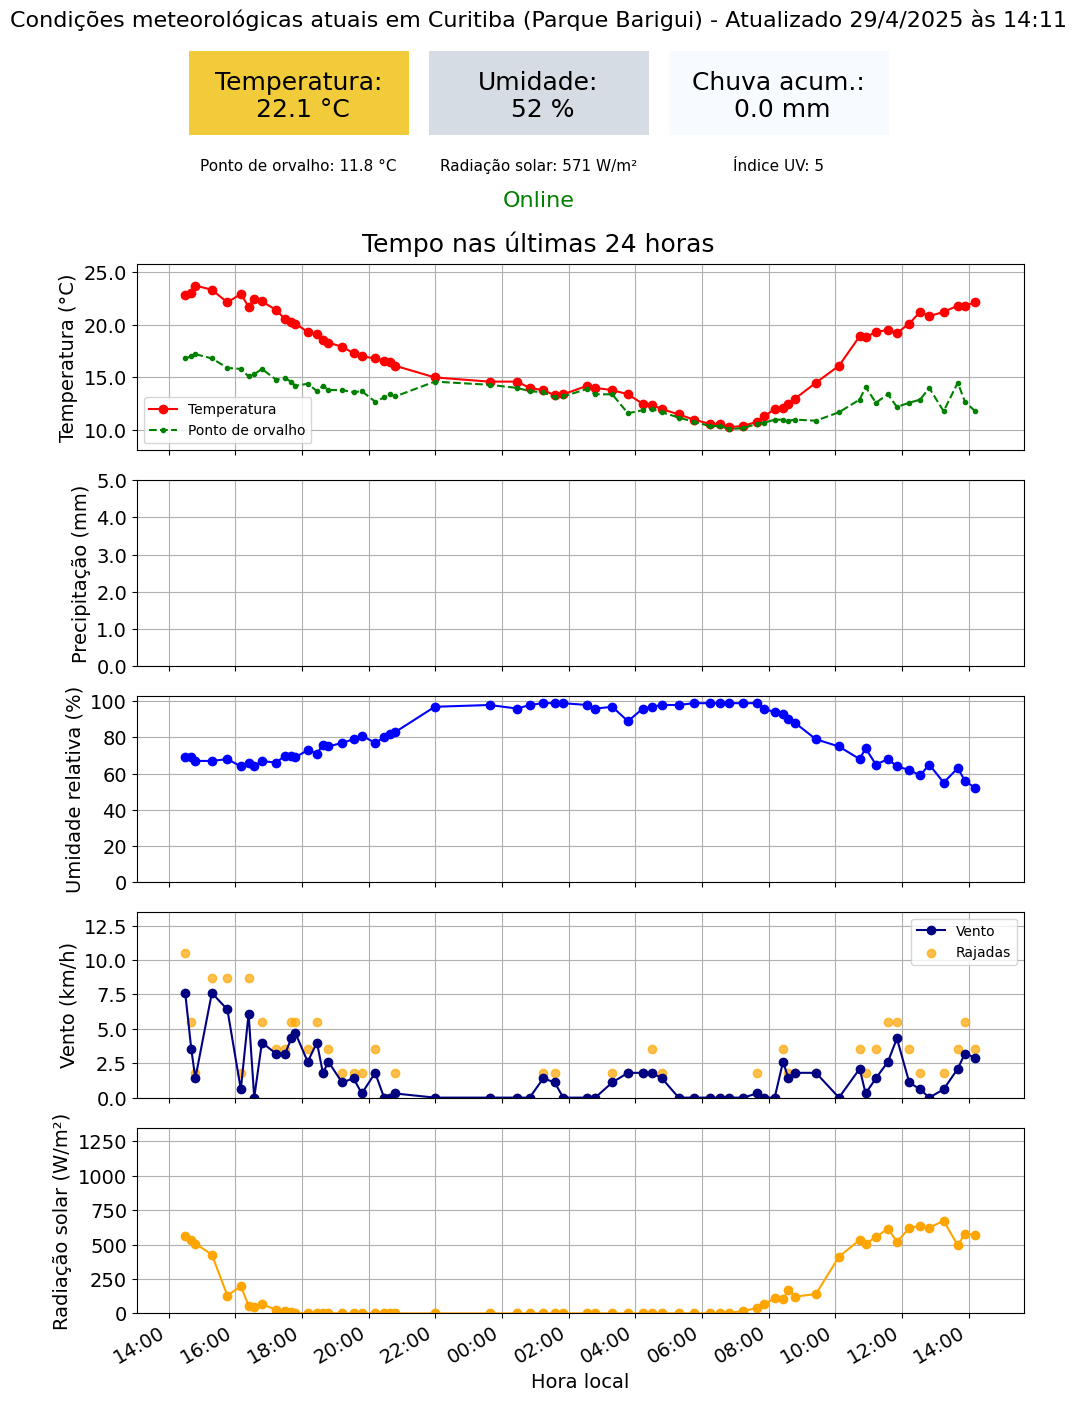 Condições meteorológicas atuais em Curitiba (Parque Barigui) - Atualizado 29/4/2025 às 14:11
Temperatura:
22.1 °C
Umidade:
52 %
Chuva acum.:
0.0 mm
Ponto de orvalho: 11.8 °C
Radiação solar: 571 W/m²
Índice UV: 5
Online
Tempo nas últimas 24 horas
Temperatura (°C)
25.0
20.0
15.0
10.0
Temperatura
Ponto de orvalho
Precipitação (mm)
5.0
4.0
3.0
2.0
1.0
0.0
Umidade relativa (%)
100
80
60
40
20
0
Vento (km/h)
12.5
10.0
7.5
5.0
2.5
0.0
Vento
Rajadas
Radiação solar (W/m²)
1250
1000
750
500
250
0
14:00
16:00
18:00
20:00
22:00
00:00
02:00
04:00
06:00
08:00
10:00
12:00
14:00
Hora local